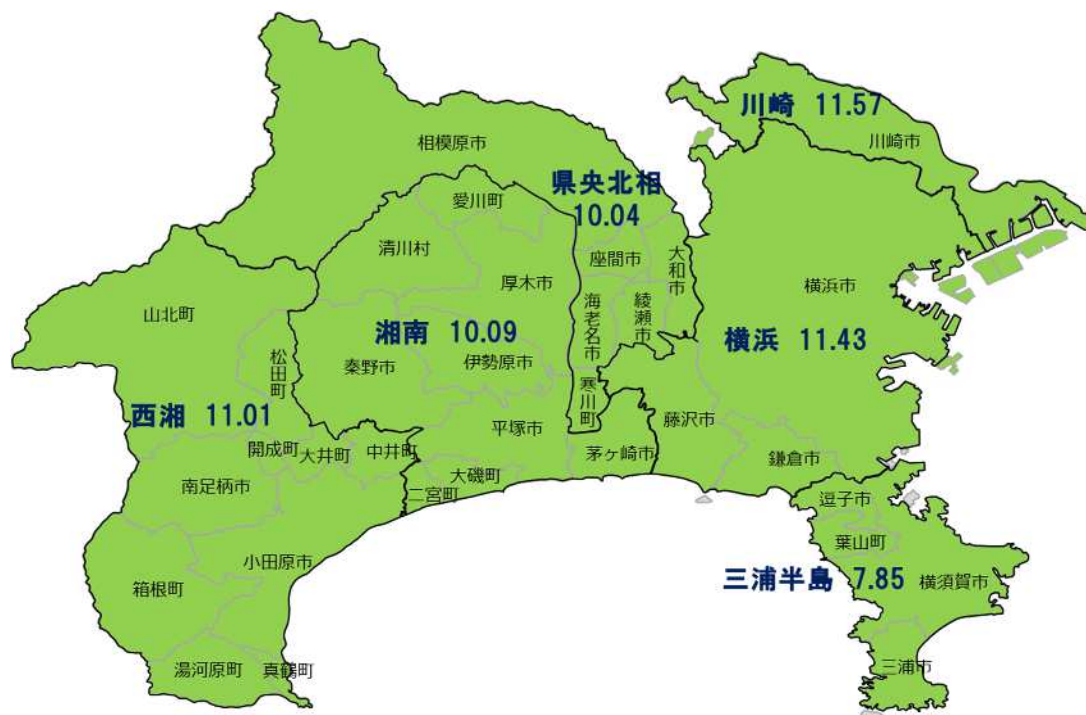 川崎 11.57
川崎市
相模原市
県央北相
10.04
愛川町
清川村
座間市
大和市
厚木市
横浜市
山北町
海老名市
綾瀬市
湘南 10.09
横浜 11.43
松田町
秦野市
伊勢原市
寒川町
西湘 11.01
藤沢市
平塚市
開成町
大井町
中井町
茅ヶ崎市
鎌倉市
大磯町
南足柄市
二宮町
逗子市
葉山町
小田原市
三浦半島 7.85
横須賀市
箱根町
湯河原町
真鶴町
三浦市